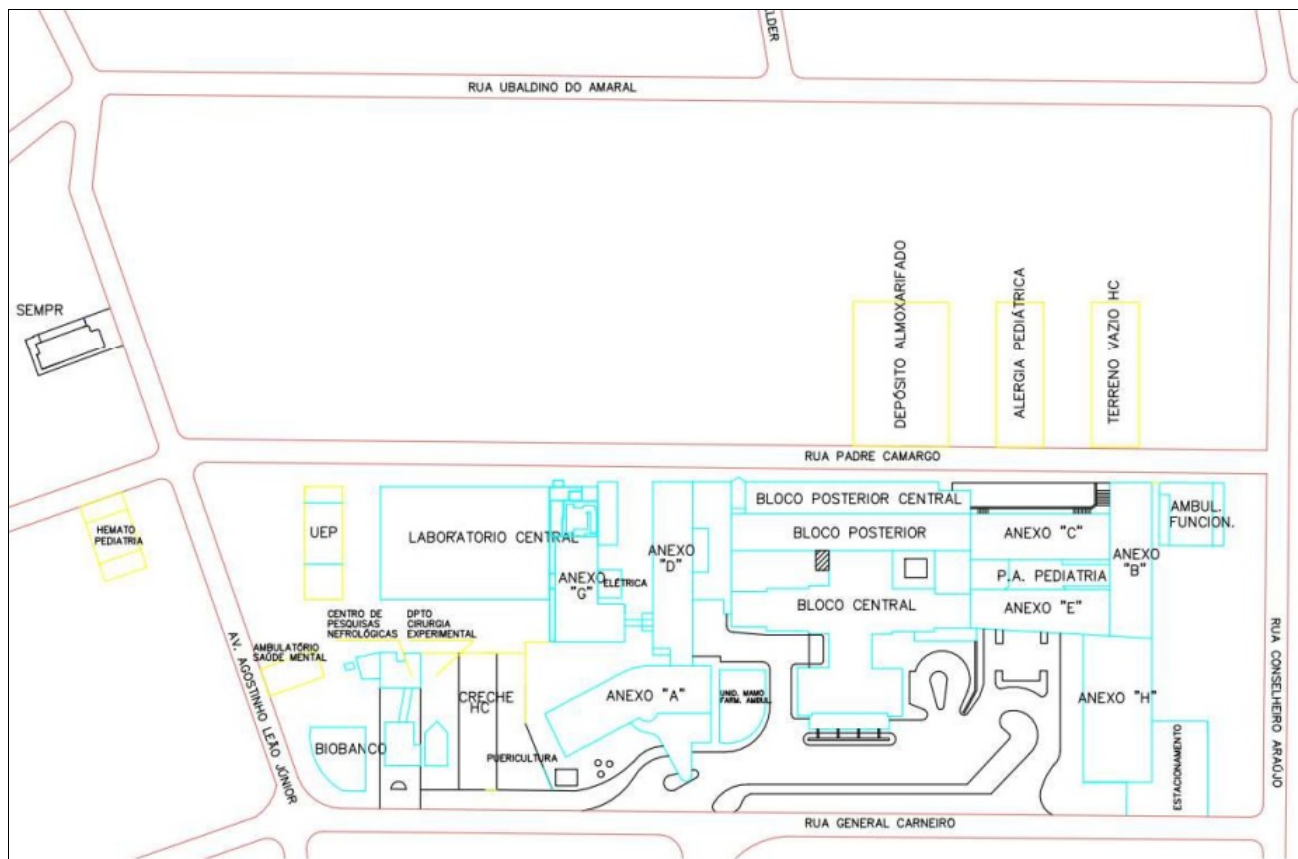 ELDER
RUA UBALDINO DO AMARAL
SEMPR
DEPÓSITO ALMOXARIFADO
ALERGIA PEDIÁTRICA
TERRENO VAZIO HC
RUA PADRE CAMARGO
HEMATO
PEDIATRIA
UEP
LABORATORIO CENTRAL
ANEXO
"G"
ELÉTRICA
ANEXO
"D"
BLOCO POSTERIOR CENTRAL
BLOCO POSTERIOR
BLOCO CENTRAL
ANEXO "C"
P.A. PEDIATRIA
ANEXO "E"
ANEXO
"B"
AMBUL.
FUNCION.
CENTRO DE
PESQUISAS
NEFROLÓGICAS
DPTO
CIRURGIA
EXPERIMENTAL
AMBULATÓRIO
SAÚDE MENTAL
CRECHE
HC
ANEXO "A"
UNID. MAMO
FARM. AMBUL.
ANEXO "H"
BIOBANCO
PUERICULTURA
ESTACIONAMENTO
AV. AGOSTINHO LEÃO JÚNIOR
RUA CONSELHEIRO ARAÚJO
RUA GENERAL CARNEIRO